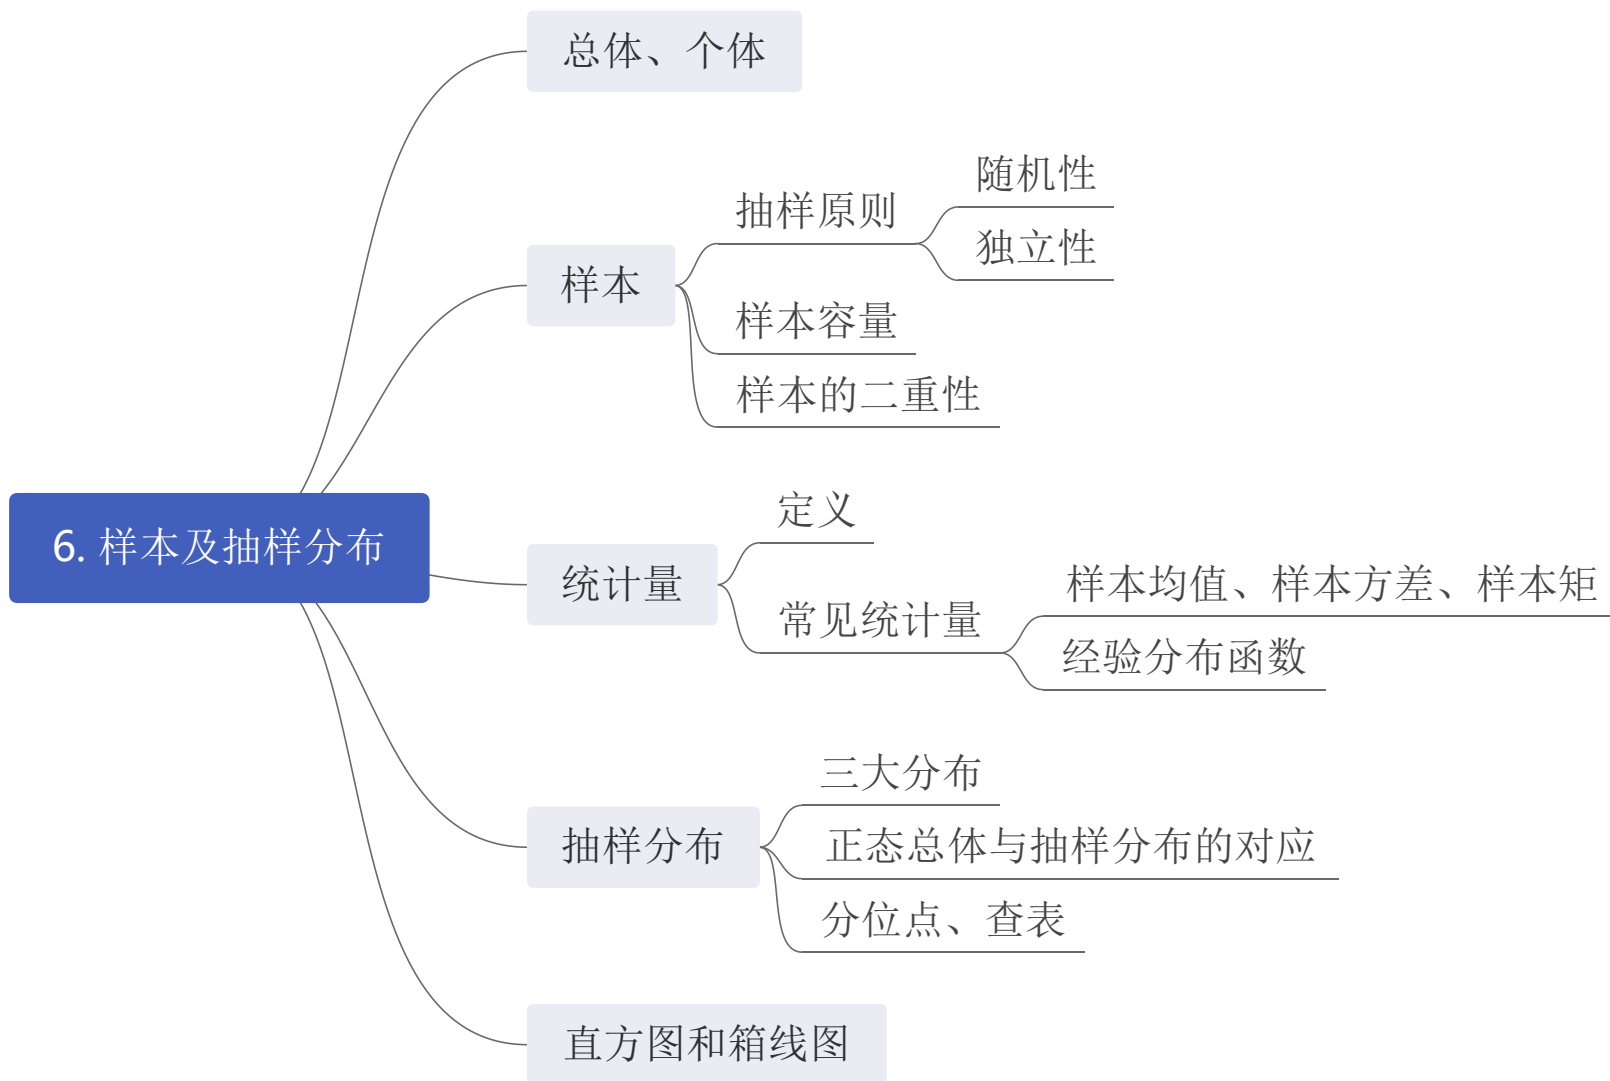 总体、个体
随机性
抽样原则
独立性
样本
样本容量
样本的二重性
6. 样本及抽样分布
定义
统计量
样本均值、样本方差、样本矩
常见统计量
经验分布函数
三大分布
抽样分布
正态总体与抽样分布的对应
分位点、查表
直方图和箱线图